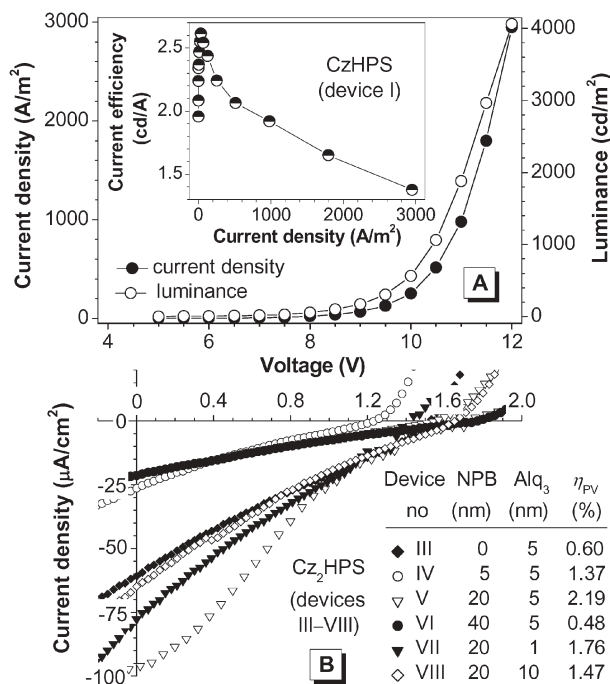 Current density (A/m²)
3000
2000
1000
0
Current efficiency
(cd/A)
2.5
2.0
1.5
CzHPS
(device I)
0 1000 2000 3000
Current density (A/m²)
current density
luminance
A
4000
3000
2000
1000
0
Luminance (cd/m²)
4 6 8 10 12
Voltage (V)
Current density (μA/cm²)
0 0.4 0.8 1.2 1.6 2.0
0
-25
-50
-75
-100
Cz₂HPS
(devices
III–VIII)
B
Device NPB Alq₃ ηPV
no (nm) (nm) (%)
III 0 5 0.60
IV 5 5 1.37
V 20 5 2.19
VI 40 5 0.48
VII 20 1 1.76
VIII 20 10 1.47